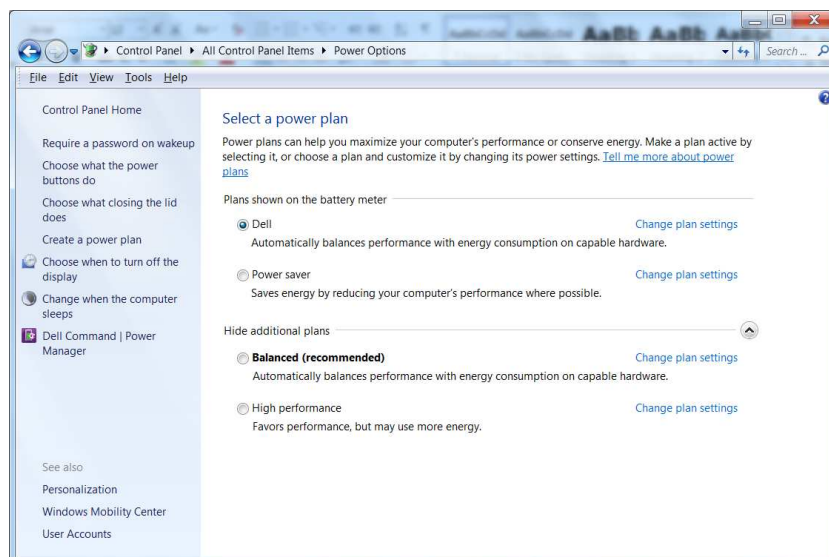 AaBb AaBb AaBb
Control Panel All Control Panel Items Power Options
Search ...
File Edit View Tools Help
Control Panel Home
Require a password on wakeup
Choose what the power
buttons do
Choose what closing the lid
does
Create a power plan
Choose when to turn off the
display
Change when the computer
sleeps
Dell Command | Power
Manager
See also
Personalization
Windows Mobility Center
User Accounts
Select a power plan
Power plans can help you maximize your computer's performance or conserve energy. Make a plan active by
selecting it, or choose a plan and customize it by changing its power settings. Tell me more about power
plans
Plans shown on the battery meter
Dell Change plan settings
Automatically balances performance with energy consumption on capable hardware.
Power saver Change plan settings
Saves energy by reducing your computer's performance where possible.
Hide additional plans
Balanced (recommended) Change plan settings
Automatically balances performance with energy consumption on capable hardware.
High performance Change plan settings
Favors performance, but may use more energy.